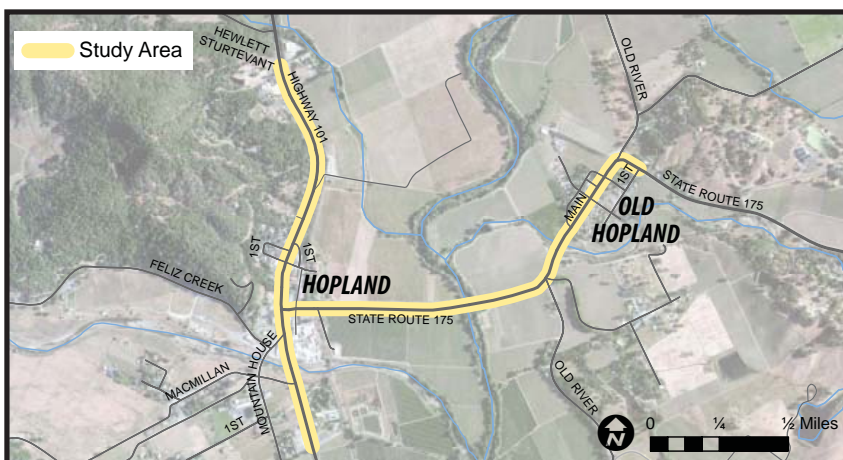 Study Area
HEWLETT
STURTEVANT
HIGHWAY 101
OLD RIVER
1ST
STATE ROUTE 175
MAIN
OLD
HOPLAND
1ST
1ST
FELIZ CREEK
HOPLAND
STATE ROUTE 175
MOUNTAIN HOUSE
MACMILLAN
1ST
OLD RIVER
N
0 ¼ ½ Miles